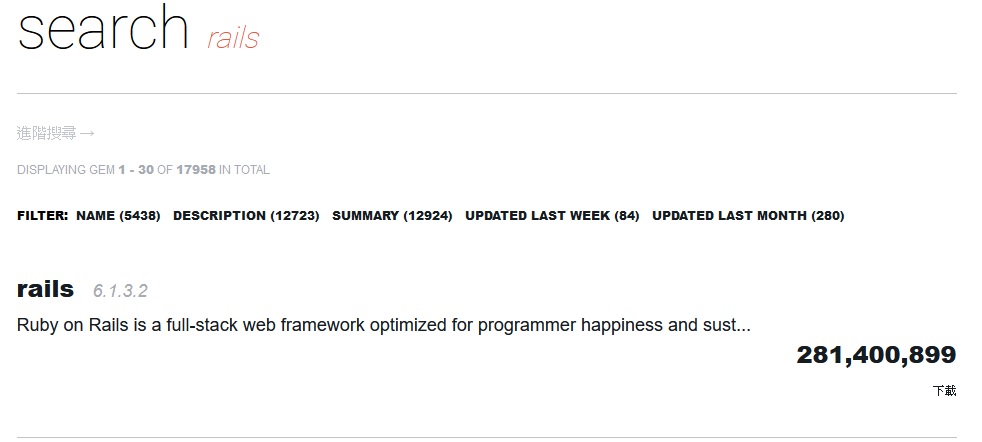 search rails
進階搜尋 →
DISPLAYING GEM 1 - 30 OF 17958 IN TOTAL
FILTER: NAME (5438) DESCRIPTION (12723) SUMMARY (12924) UPDATED LAST WEEK (84) UPDATED LAST MONTH (280)
rails 6.1.3.2
Ruby on Rails is a full-stack web framework optimized for programmer happiness and sust...
281,400,899
下載